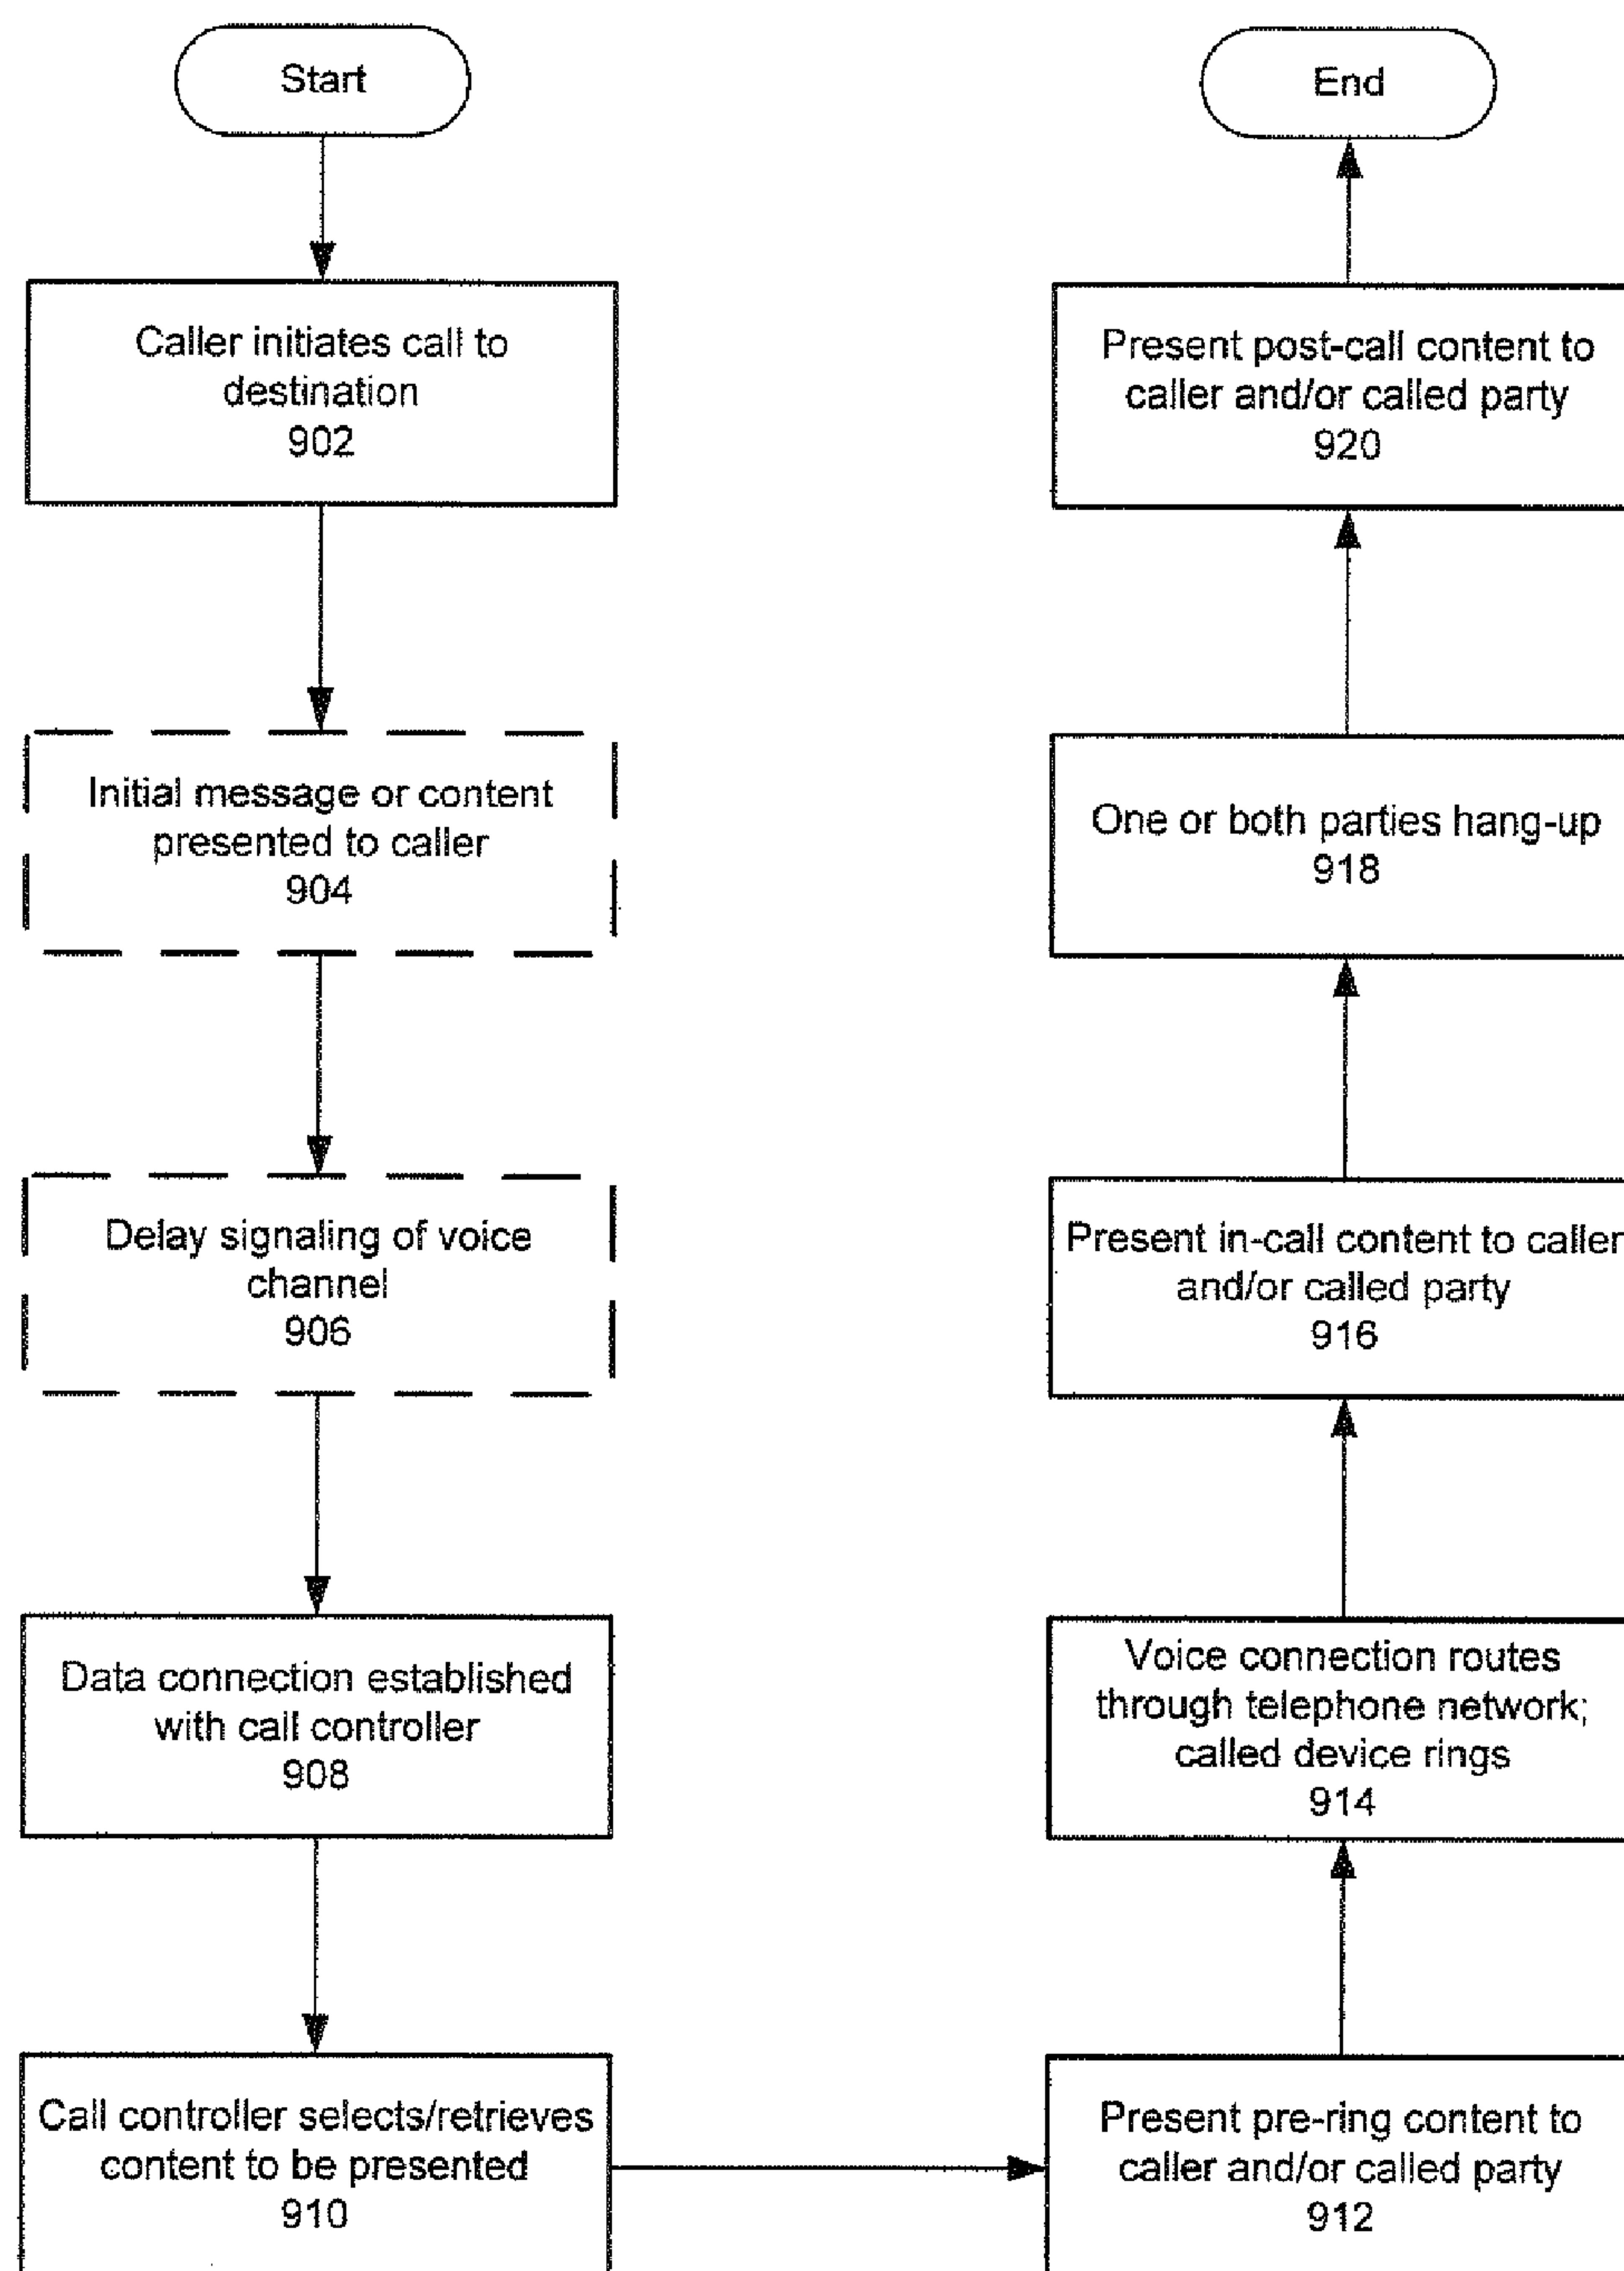 Start
Caller initiates call to
destination
902
Initial message or content
presented to caller
904
Delay signaling of voice
channel
906
Data connection established
with call controller
908
Call controller selects/retrieves
content to be presented
910
Present pre-ring content to
caller and/or called party
912
Voice connection routes
through telephone network;
called device rings
914
Present in-call content to caller
and/or called party
916
One or both parties hang-up
918
Present post-call content to
caller and/or called party
920
End